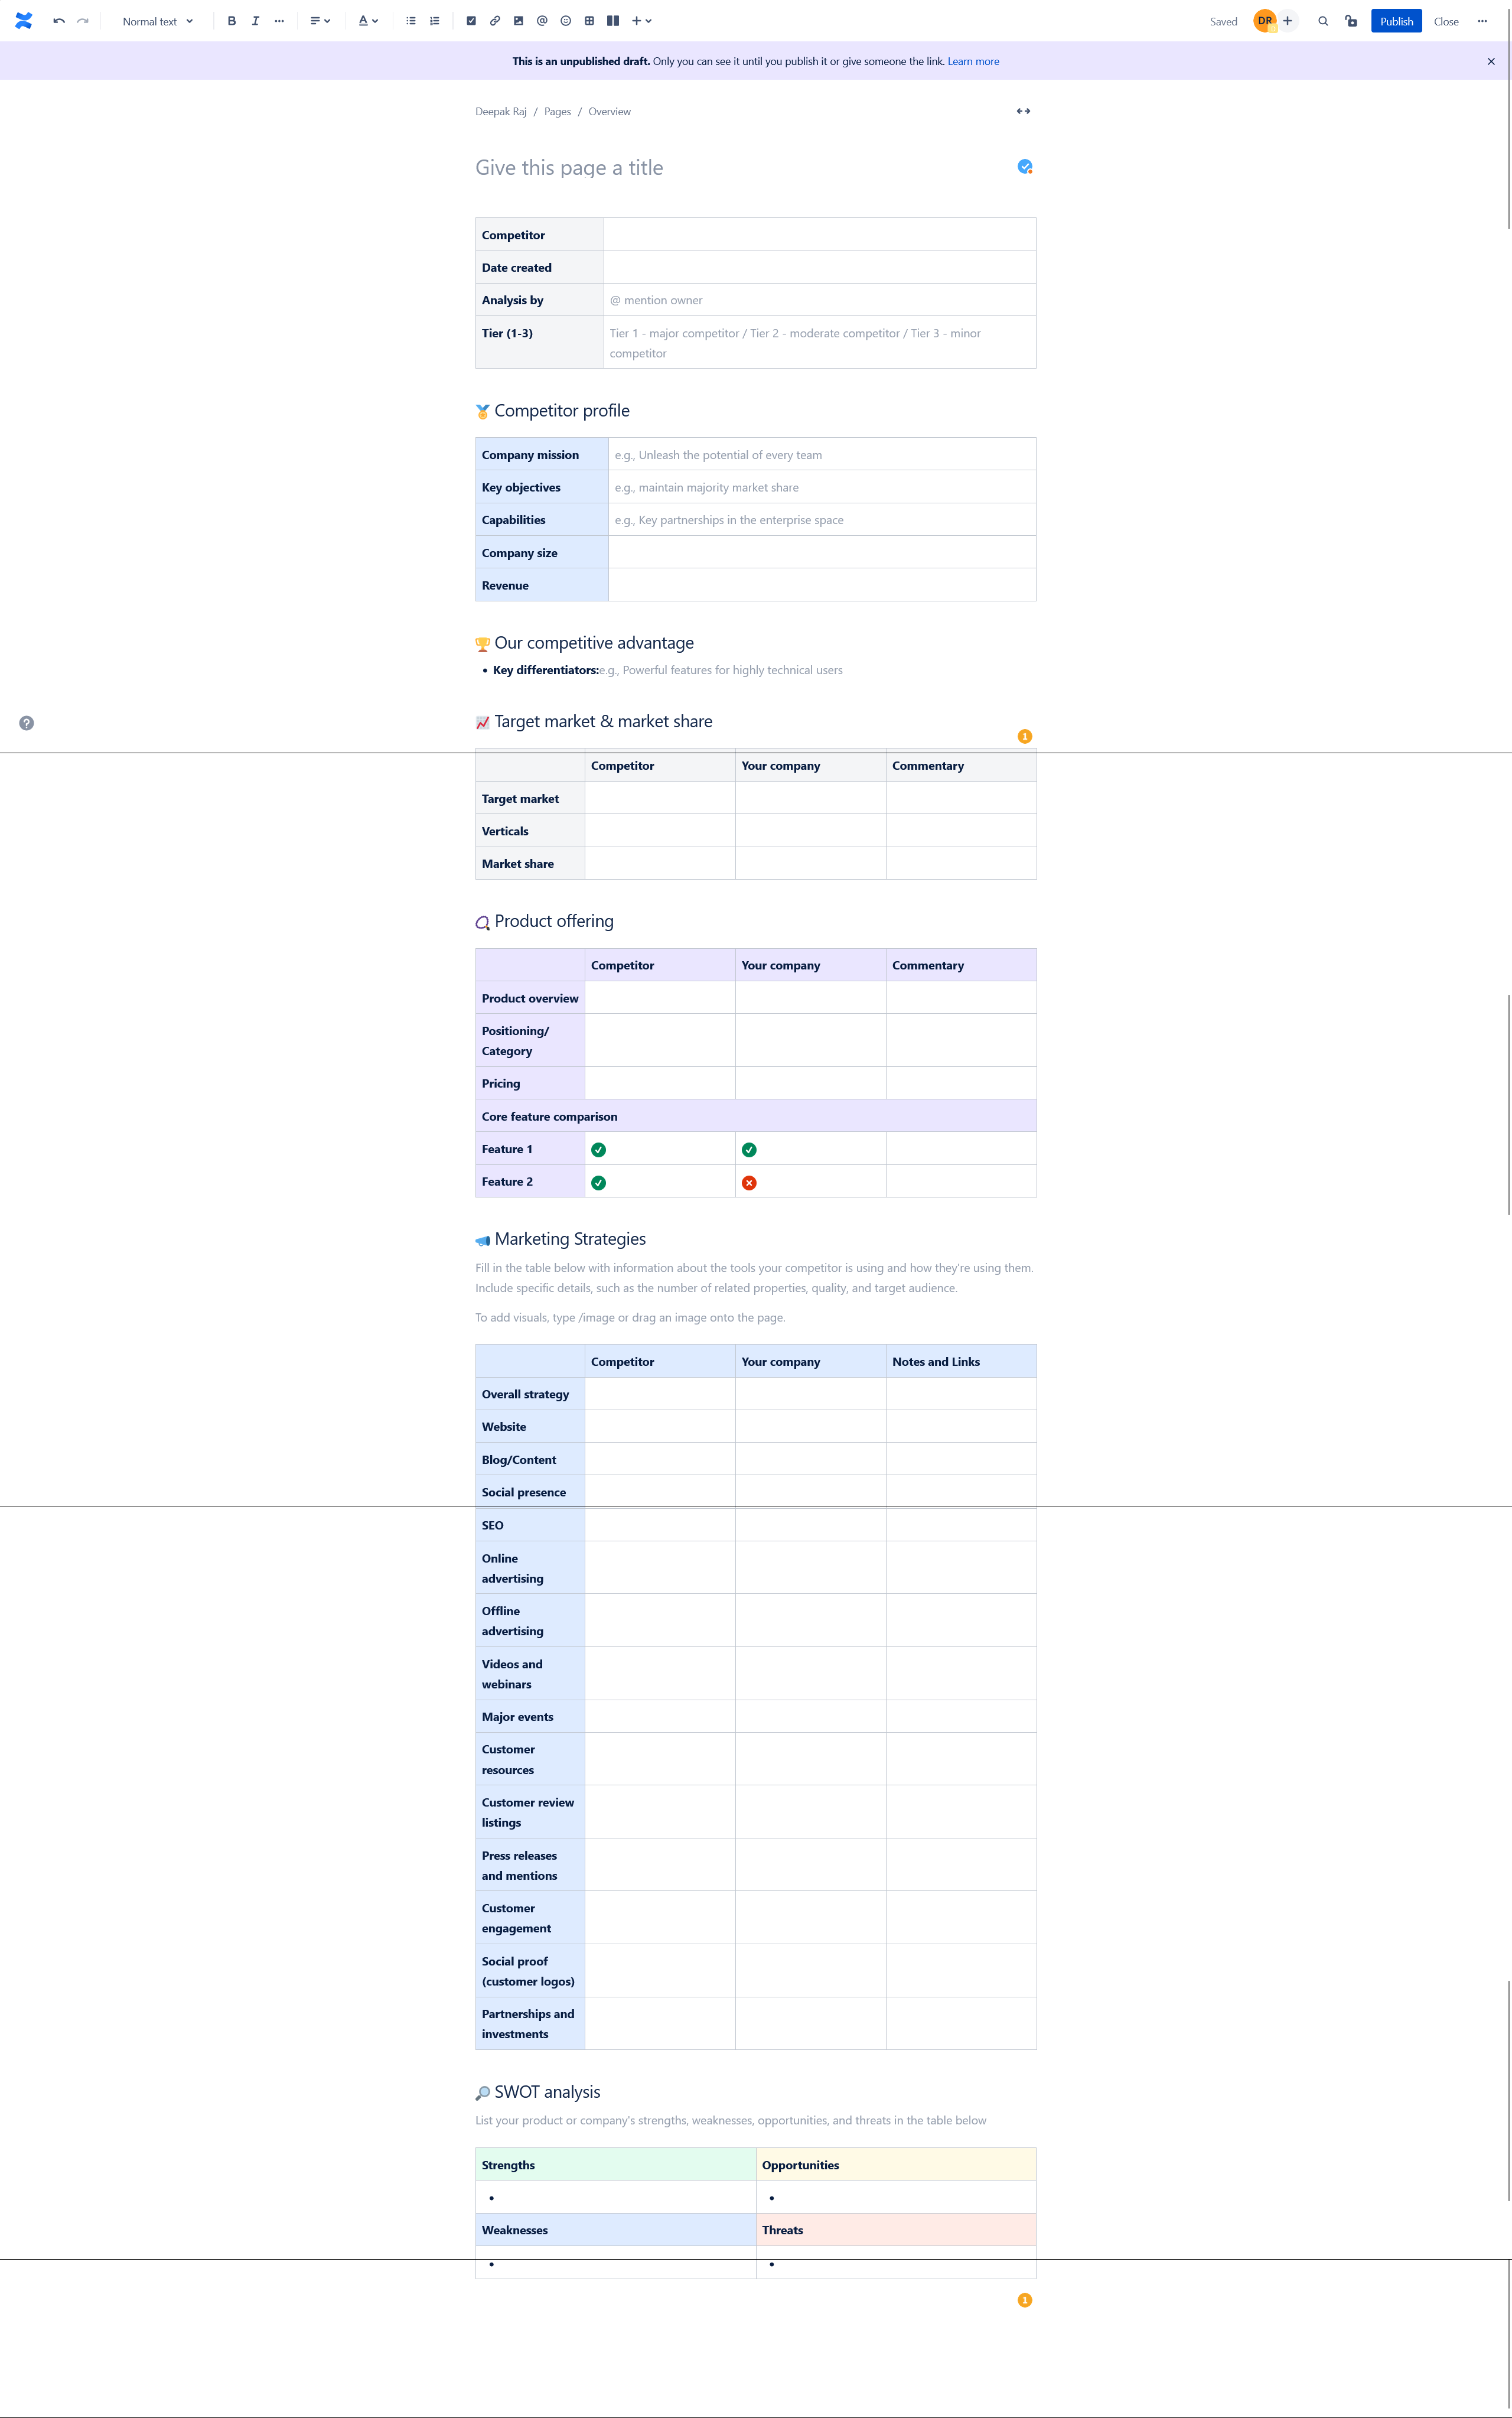 Normal text
Saved
DR
Publish
Close
This is an unpublished draft. Only you can see it until you publish it or give someone the link. Learn more
Deepak Raj / Pages / Overview
Give this page a title
Competitor
Date created
Analysis by @ mention owner
Tier (1-3) Tier 1 - major competitor / Tier 2 - moderate competitor / Tier 3 - minor
competitor
Competitor profile
Company mission e.g., Unleash the potential of every team
Key objectives e.g., maintain majority market share
Capabilities e.g., Key partnerships in the enterprise space
Company size
Revenue
Our competitive advantage
• Key differentiators:e.g., Powerful features for highly technical users
Target market & market share
1
Competitor Your company Commentary
Target market
Verticals
Market share
Product offering
Competitor Your company Commentary
Product overview
Positioning/
Category
Pricing
Core feature comparison
Feature 1
Feature 2
Marketing Strategies
Fill in the table below with information about the tools your competitor is using and how they're using them.
Include specific details, such as the number of related properties, quality, and target audience.
To add visuals, type /image or drag an image onto the page.
Competitor Your company Notes and Links
Overall strategy
Website
Blog/Content
Social presence
SEO
Online
advertising
Offline
advertising
Videos and
webinars
Major events
Customer
resources
Customer review
listings
Press releases
and mentions
Customer
engagement
Social proof
(customer logos)
Partnerships and
investments
SWOT analysis
List your product or company's strengths, weaknesses, opportunities, and threats in the table below
Strengths Opportunities
Weaknesses Threats
1